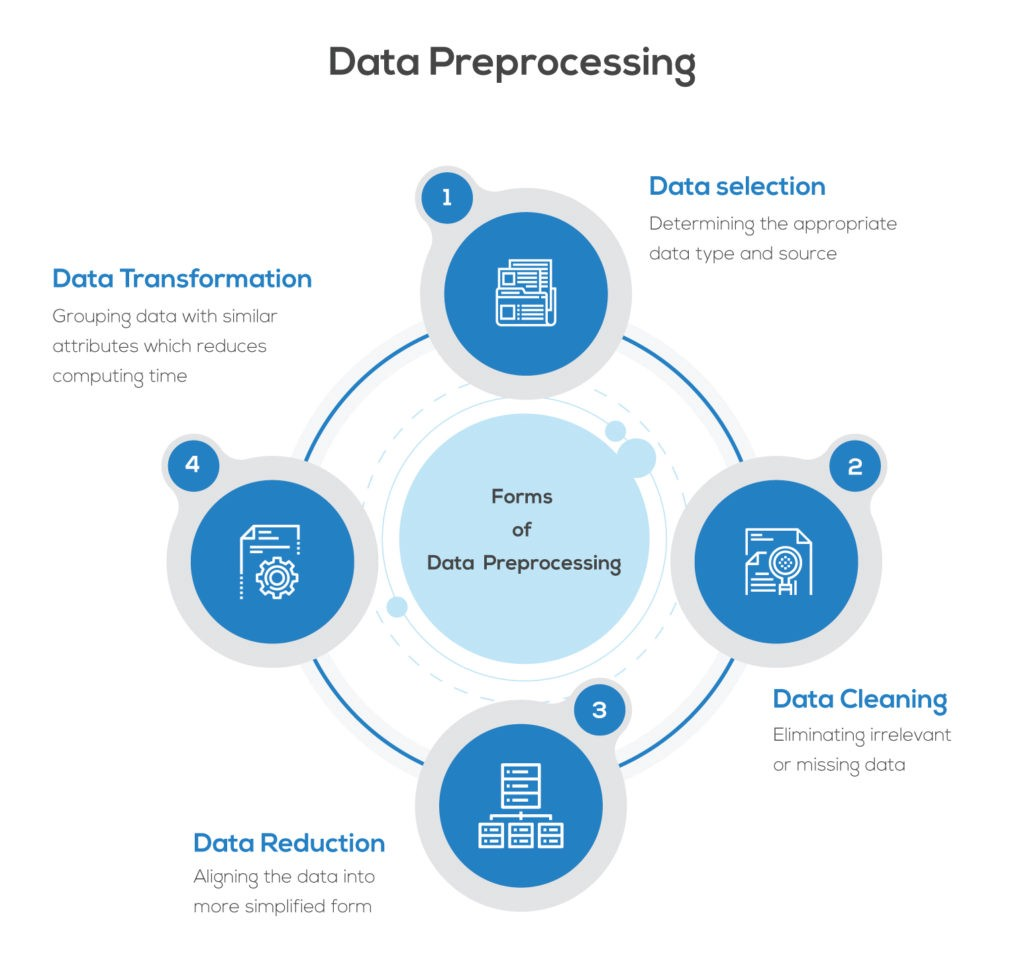 Data Preprocessing
1
Data selection
Determining the appropriate
data type and source
2
Data Cleaning
Eliminating irrelevant
or missing data
3
Data Reduction
Aligning the data into
more simplified form
4
Data Transformation
Grouping data with similar
attributes which reduces
computing time
Forms
of
Data Preprocessing